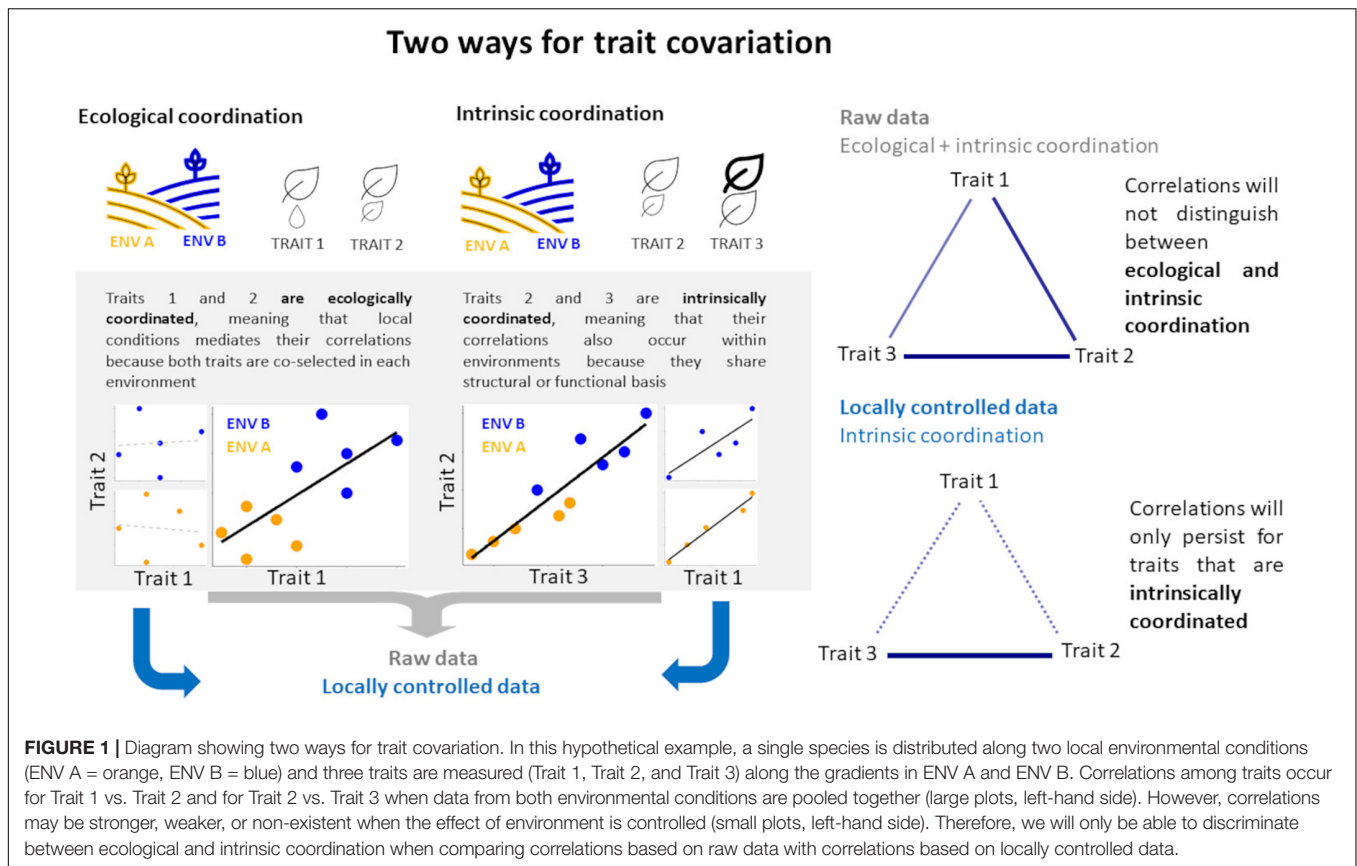 Two ways for trait covariation
Ecological coordination
ENV A
ENV B
TRAIT 1
TRAIT 2
Traits 1 and 2 are ecologically
coordinated, meaning that local
conditions mediates their correlations
because both traits are co-selected in each
environment
Trait 2
ENV B
ENV A
Trait 1
Trait 1
Intrinsic coordination
ENV A
ENV B
TRAIT 2
TRAIT 3
Traits 2 and 3 are intrinsically
coordinated, meaning that their
correlations also occur within
environments because they share
structural or functional basis
Trait 2
ENV B
ENV A
Trait 3
Trait 1
Raw data
Locally controlled data
Raw data
Ecological + intrinsic coordination
Trait 1
Trait 3
Trait 2
Correlations will
not distinguish
between
ecological and
intrinsic
coordination
Locally controlled data
Intrinsic coordination
Trait 1
Trait 3
Trait 2
Correlations will
only persist for
traits that are
intrinsically
coordinated
FIGURE 1 | Diagram showing two ways for trait covariation. In this hypothetical example, a single species is distributed along two local environmental conditions
(ENV A = orange, ENV B = blue) and three traits are measured (Trait 1, Trait 2, and Trait 3) along the gradients in ENV A and ENV B. Correlations among traits occur
for Trait 1 vs. Trait 2 and for Trait 2 vs. Trait 3 when data from both environmental conditions are pooled together (large plots, left-hand side). However, correlations
may be stronger, weaker, or non-existent when the effect of environment is controlled (small plots, left-hand side). Therefore, we will only be able to discriminate
between ecological and intrinsic coordination when comparing correlations based on raw data with correlations based on locally controlled data.